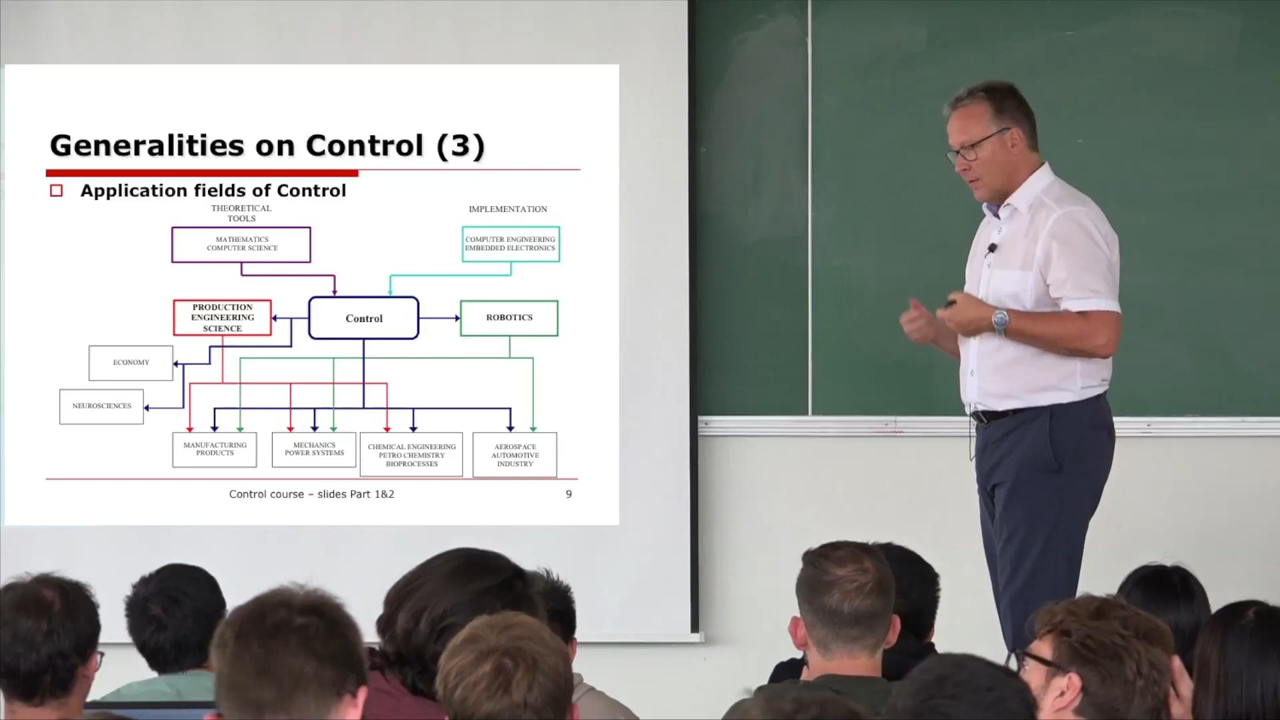 Generalities on Control (3)
Application fields of Control
THEORETICAL
TOOLS
IMPLEMENTATION
MATHEMATICS
COMPUTER SCIENCE
COMPUTER ENGINEERING
EMBEDDED ELECTRONICS
PRODUCTION
ENGINEERING
SCIENCE
Control
ROBOTICS
ECONOMY
NEUROSCIENCES
MANUFACTURING
PRODUCTS
MECHANICS
POWER SYSTEMS
CHEMICAL ENGINEERING
PETRO CHEMISTRY
BIOPROCESSES
AEROSPACE
AUTOMOTIVE
INDUSTRY
Control course – slides Part 1&2
9